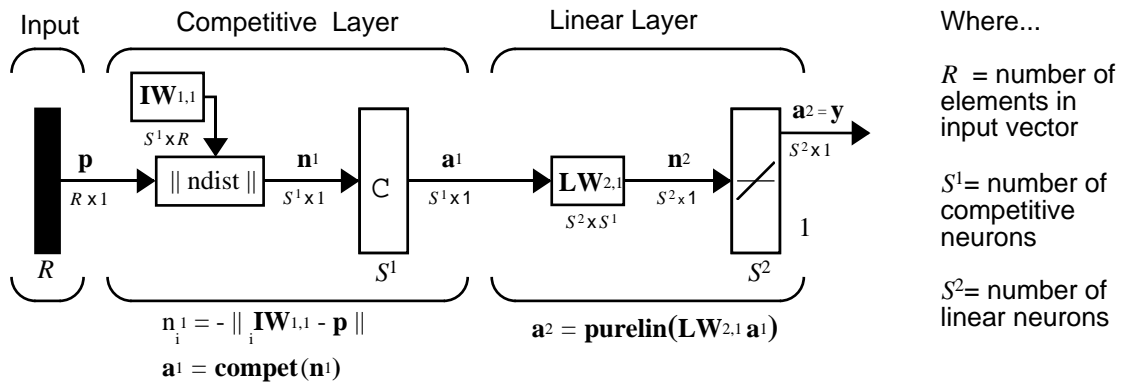 Input
Competitive Layer
Linear Layer
Where...
R = number of
elements in
input vector
S¹= number of
competitive
neurons
S²= number of
linear neurons
IW1,1
S¹ x R
p
R x 1
|| ndist ||
n1
S¹ x 1
C
a1
S¹ x 1
LW2,1
S² x S¹
n2
S² x 1
a2 = y
S² x 1
1
R
S¹
S²
ni1 = - || iIW1,1 - p ||
a1 = compet(n1)
a2 = purelin(LW2,1 a1)